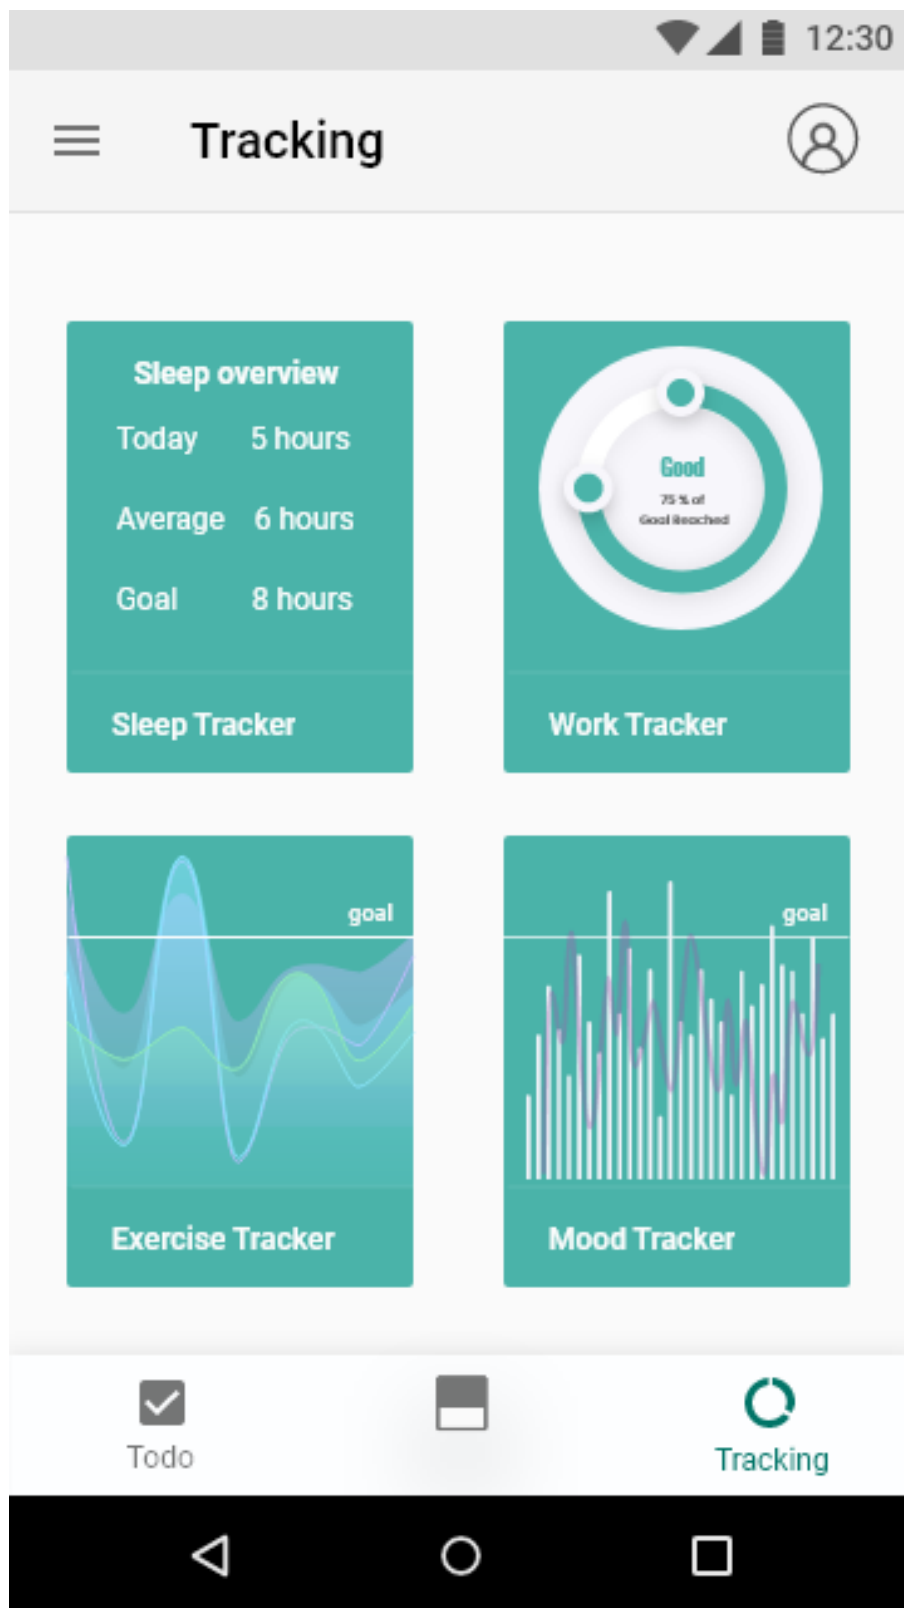 12:30
Tracking
Sleep overview
Today 5 hours
Average 6 hours
Goal 8 hours
Sleep Tracker
Good
75 % of
Goal Reached
Work Tracker
goal
Exercise Tracker
goal
Mood Tracker
Todo
Tracking